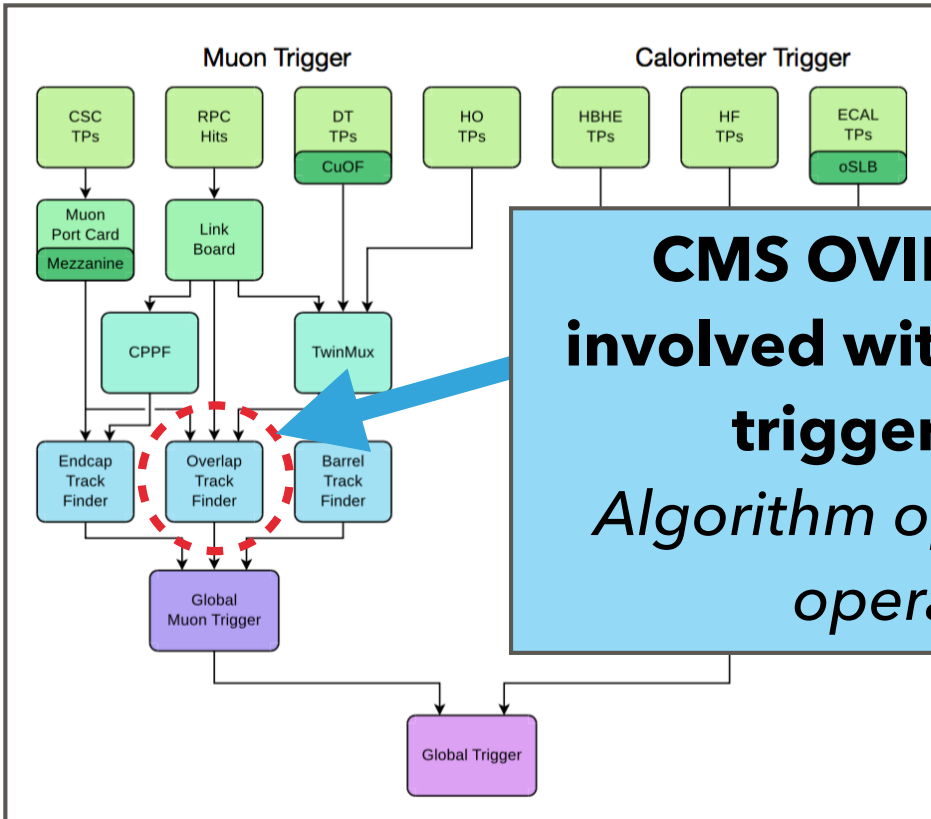 Muon Trigger
Calorimeter Trigger
CSC
TPs
RPC
Hits
DT
TPs
CuOF
HO
TPs
HBHE
TPs
HF
TPs
ECAL
TPs
oSLB
Muon
Port Card
Mezzanine
Link
Board
CPPF
TwinMux
CMS OVI
involved wit
trigger
Algorithm op
opera
Endcap
Track
Finder
Overlap
Track
Finder
Barrel
Track
Finder
Global
Muon Trigger
Global Trigger